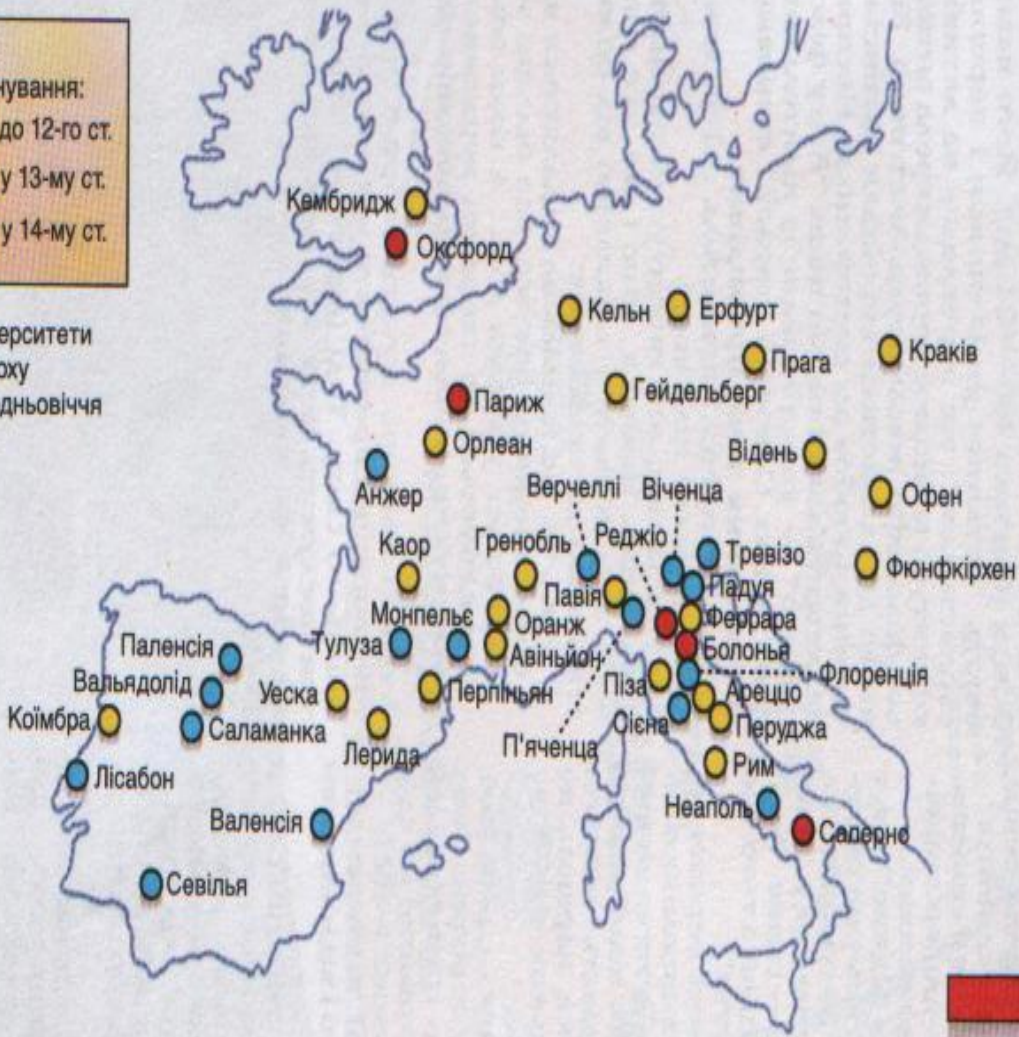 нування:
до 12-го ст.
у 13-му ст.
у 14-му ст.
ерситети
оху
дньовіччя
Кембридж
Оксфорд
Кельн
Ерфурт
Прага
Краків
Гейдельберг
Париж
Орлеан
Відень
Анжер
Верчеллі
Віченца
Офен
Каор
Гренобль
Реджіо
Тревізо
Фюнфкірхен
Павія
Падуя
Монпельє
Оранж
Феррара
Паленсія
Тулуза
Авіньйон
Болонья
Флоренція
Вальядолід
Уеска
Перпіньян
Піза
Ареццо
Коїмбра
Саламанка
Лерида
Сієна
Перуджа
П'яченца
Лісабон
Рим
Валенсія
Неаполь
Салерно
Севілья